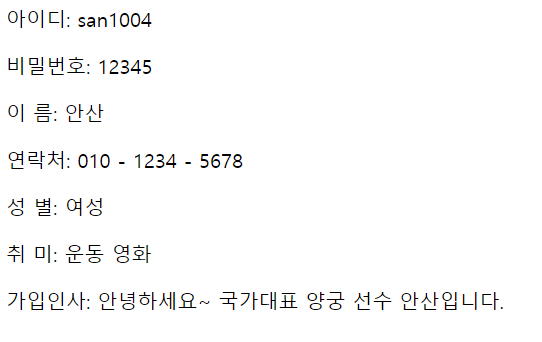 아이디: san1004
비밀번호: 12345
이 름: 안산
연락처: 010 - 1234 - 5678
성 별: 여성
취 미: 운동 영화
가입인사: 안녕하세요~ 국가대표 양궁 선수 안산입니다.